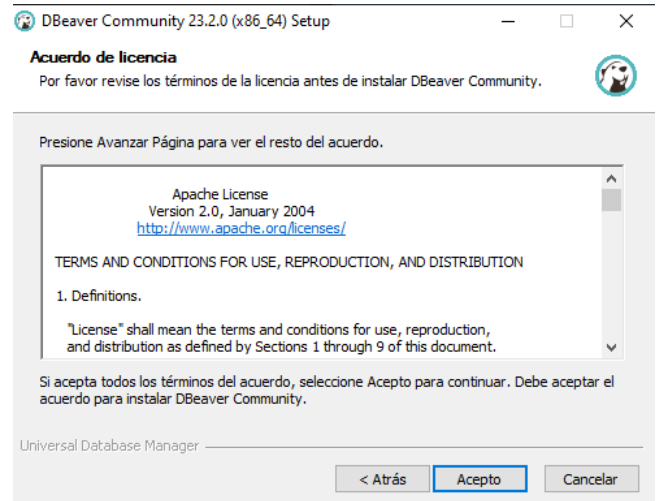 DBeaver Community 23.2.0 (x86_64) Setup
Acuerdo de licencia
Por favor revise los términos de la licencia antes de instalar DBeaver Community.
Presione Avanzar Página para ver el resto del acuerdo.
Apache License
Version 2.0, January 2004
http://www.apache.org/licenses/
TERMS AND CONDITIONS FOR USE, REPRODUCTION, AND DISTRIBUTION
1. Definitions.
"License" shall mean the terms and conditions for use, reproduction,
and distribution as defined by Sections 1 through 9 of this document.
Si acepta todos los términos del acuerdo, seleccione Acepto para continuar. Debe aceptar el
acuerdo para instalar DBeaver Community.
Universal Database Manager
< Atrás Acepto Cancelar